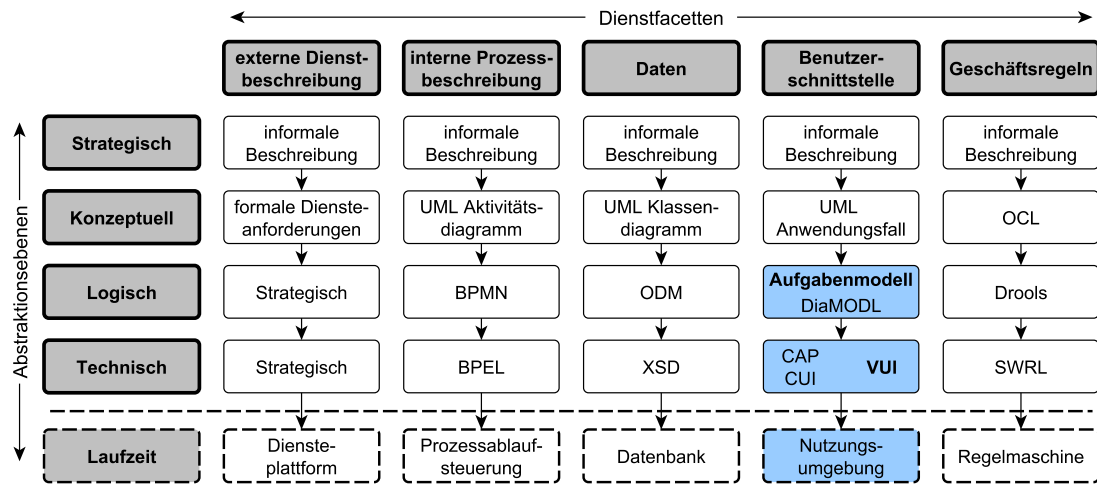 Dienstfacetten
externe Dienst-
beschreibung
interne Prozess-
beschreibung
Daten
Benutzer-
schnittstelle
Geschäftsregeln
Abstraktionsebenen
Strategisch
informale
Beschreibung
informale
Beschreibung
informale
Beschreibung
informale
Beschreibung
informale
Beschreibung
Konzeptuell
formale Dienste-
anforderungen
UML Aktivitäts-
diagramm
UML Klassen-
diagramm
UML
Anwendungsfall
OCL
Logisch
Strategisch
BPMN
ODM
Aufgabenmodell
DiaMODL
Drools
Technisch
Strategisch
BPEL
XSD
CAP
CUI
VUI
SWRL
Laufzeit
Dienste-
plattform
Prozessablauf-
steuerung
Datenbank
Nutzungs-
umgebung
Regelmaschine